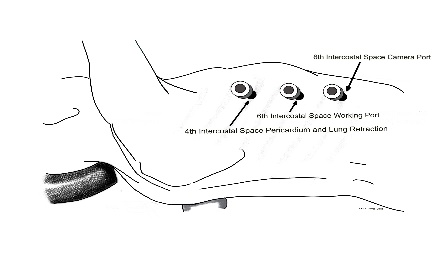 8th Intercostal Space Camera Port
6th Intercostal Space Working Port
4th Intercostal Space Pericardium and Lung Retraction